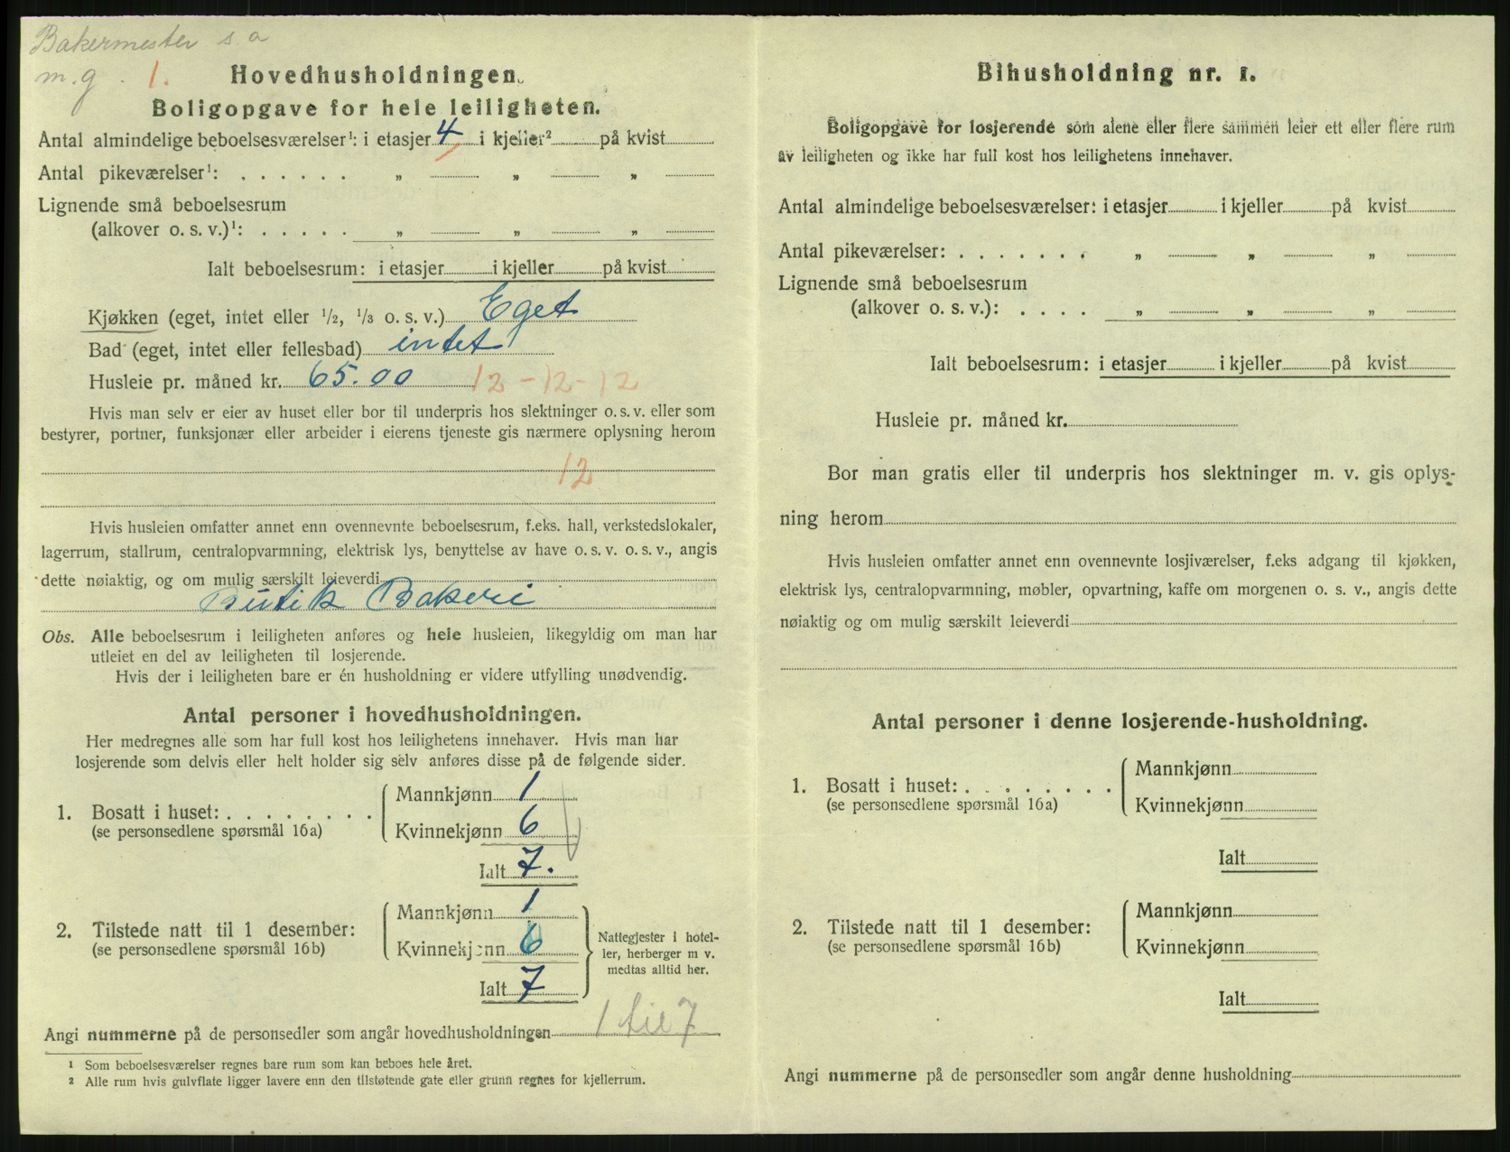 Bakermester s.a
m.g. 1.
Hovedhusholdningen.
Boligopgave for hele leiligheten.
Antal almindelige beboelsesværelser¹: i etasjer 4 i kjeller² på kvist
Antal pikeværelser¹: . . . . . . „ „ „
Lignende små beboelsesrum
(alkover o. s. v.)¹: . . . . . „ „ „
Ialt beboelsesrum: i etasjer i kjeller på kvist
Kjøkken (eget, intet eller 1/2, 1/3 o. s. v.) Eget
Bad (eget, intet eller fellesbad) intet
Husleie pr. måned kr. 65.00 12-12-12
Hvis man selv er eier av huset eller bor til underpris hos slektninger o. s. v. eller som
bestyrer, portner, funksjonær eller arbeider i eierens tjeneste gis nærmere oplysning herom
12
Hvis husleien omfatter annet enn ovennevnte beboelsesrum, f.eks. hall, verkstedslokaler,
lagerrum, stallrum, centralopvarmning, elektrisk lys, benyttelse av have o. s. v. o. s. v., angis
dette nøiaktig, og om mulig særskilt leieverdi
Butik Bakeri
Obs. Alle beboelsesrum i leiligheten anføres og hele husleien, likegyldig om man har
utleiet en del av leiligheten til losjerende.
Hvis der i leiligheten bare er én husholdning er videre utfylling unødvendig.
Antal personer i hovedhusholdningen.
Her medregnes alle som har full kost hos leilighetens innehaver. Hvis man har
losjerende som delvis eller helt holder sig selv anføres disse på de følgende sider.
1. Bosatt i huset: . . . . . . . .
(se personsedlene spørsmål 16a)
Mannkjønn 1
Kvinnekjønn 6
Ialt 7.
2. Tilstede natt til 1 desember:
(se personsedlene spørsmål 16b)
Mannkjønn 1
Kvinnekjønn 6
Ialt 7
Nattegjester i hotel-
ler, herberger m v.
medtas alltid her.
Angi nummerne på de personsedler som angår hovedhusholdningen 1 til 7
¹ Som beboelsesværelser regnes bare rum som kan beboes hele året.
² Alle rum hvis gulvflate ligger lavere enn den tilstøtende gate eller grunn regnes for kjellerrum.
Bihusholdning nr. 1.
Boligopgave for losjerende som alene eller flere sammen leier ett eller flere rum
av leiligheten og ikke har full kost hos leilighetens innehaver.
Antal almindelige beboelsesværelser: i etasjer i kjeller på kvist
Antal pikeværelser: . . . . . . . „ „ „
Lignende små beboelsesrum
(alkover o. s. v.): . . . . „ „ „
Ialt beboelsesrum: i etasjer i kjeller på kvist
Husleie pr. måned kr.
Bor man gratis eller til underpris hos slektninger m. v. gis oplys-
ning herom
Hvis husleien omfatter annet enn ovennevnte losjiværelser, f.eks adgang til kjøkken,
elektrisk lys, centralopvarmning, møbler, opvartning, kaffe om morgenen o. s. v., angis dette
nøiaktig og om mulig særskilt leieverdi
Antal personer i denne losjerende-husholdning.
1. Bosatt i huset: . . . . . . . .
(se personsedlene spørsmål 16a)
Mannkjønn
Kvinnekjønn
Ialt
2. Tilstede natt til 1 desember:
(se personsedlene spørsmål 16b)
Mannkjønn
Kvinnekjønn
Ialt
Angi nummerne på de personsedler som angår denne husholdning